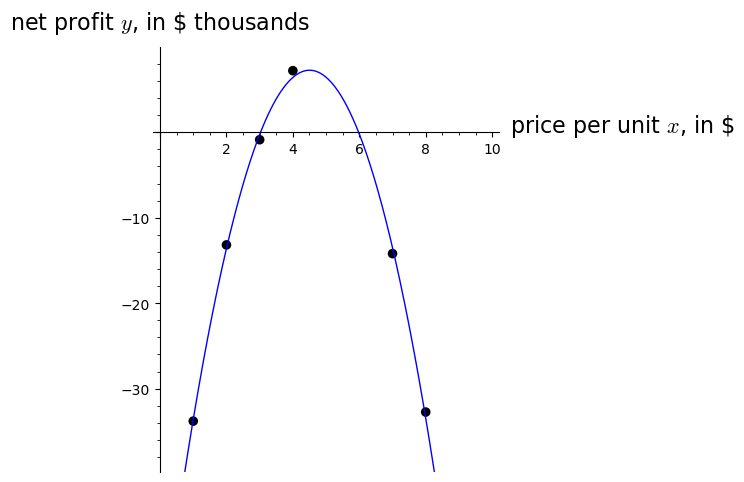 net profit y, in $ thousands
price per unit x, in $
2 4 6 8 10
−10
−20
−30